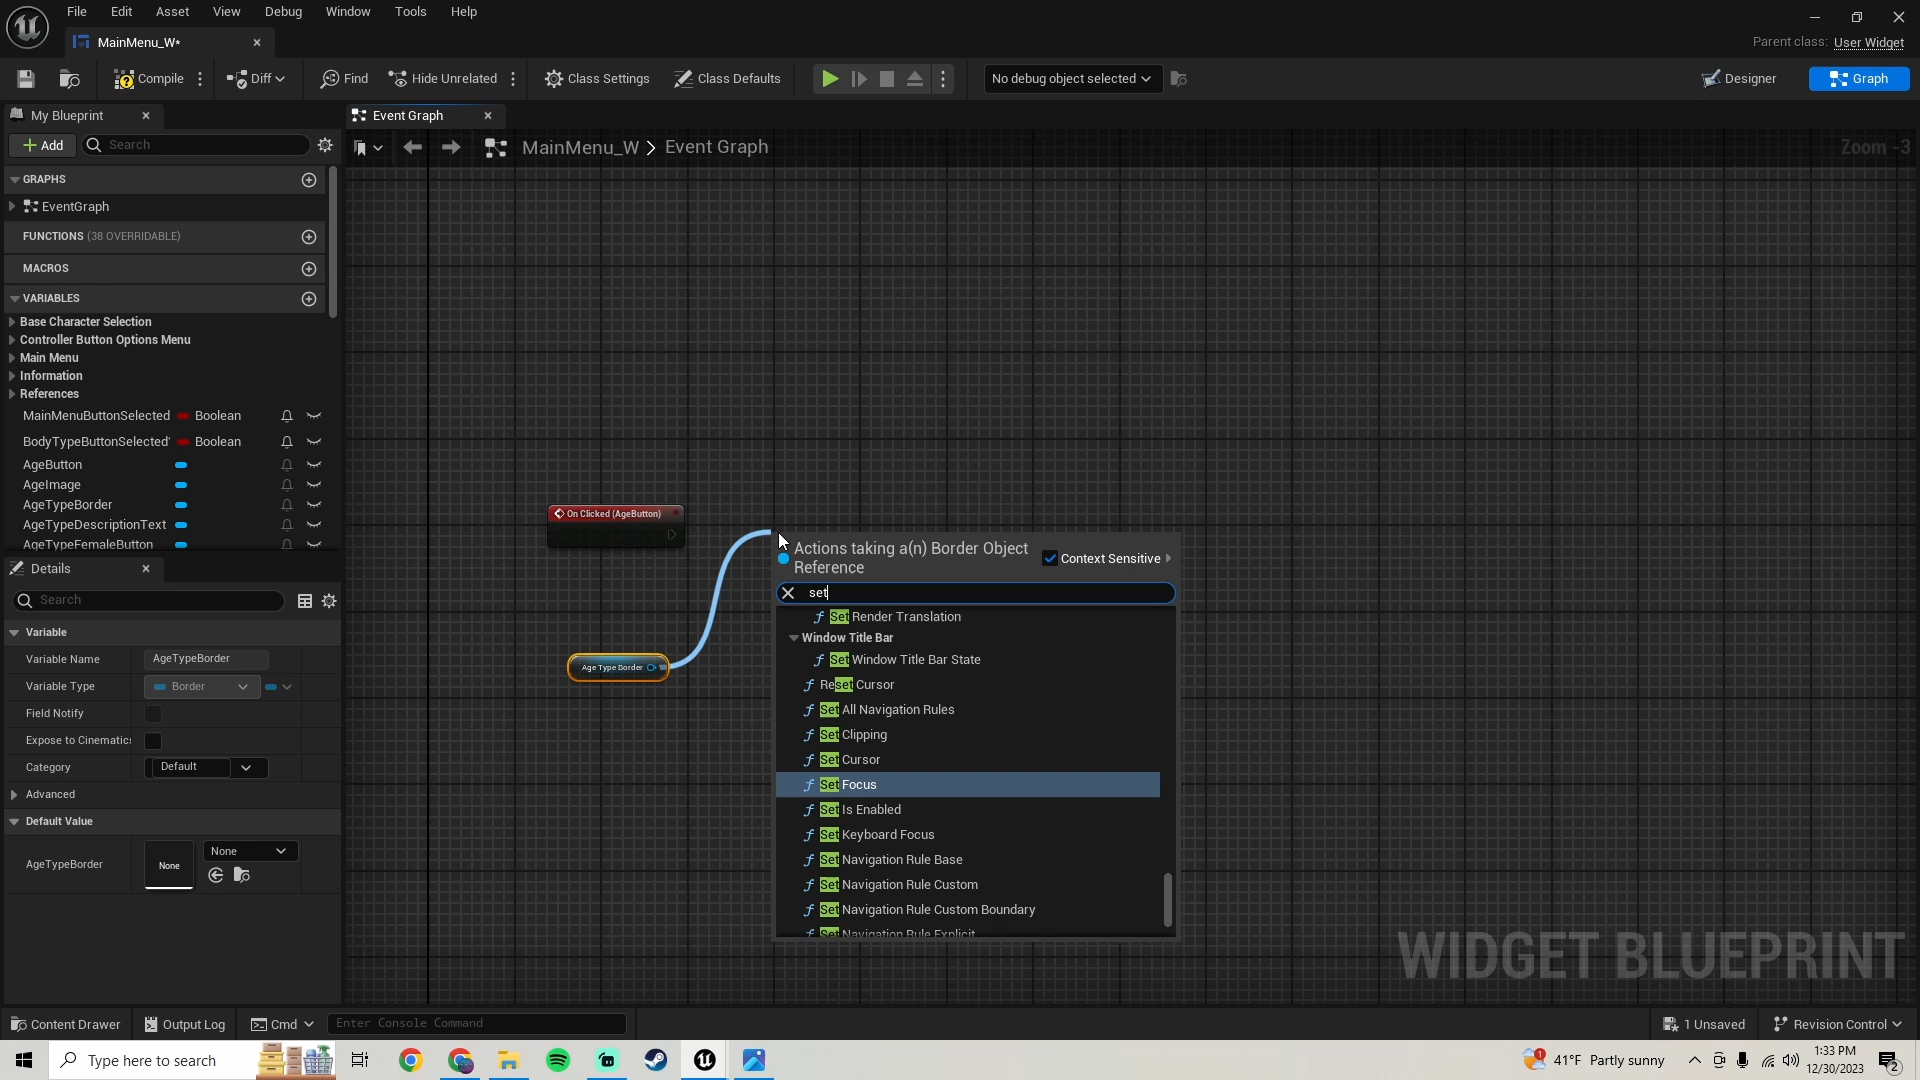 File Edit Asset View Debug Window Tools Help
MainMenu_W*
Parent class: User Widget
Compile Diff Find Hide Unrelated Class Settings Class Defaults No debug object selected Designer Graph
My Blueprint
Event Graph
Add Search
MainMenu_W > Event Graph
Zoom -3
GRAPHS
EventGraph
FUNCTIONS (38 OVERRIDABLE)
MACROS
VARIABLES
Base Character Selection
Controller Button Options Menu
Main Menu
Information
References
MainMenuButtonSelected Boolean
BodyTypeButtonSelected? Boolean
AgeButton
AgeImage
AgeTypeBorder
AgeTypeDescriptionText
AgeTypeFemaleButton
On Clicked (AgeButton)
Age Type Border
Actions taking a(n) Border Object
Reference
Context Sensitive
set
Set Render Translation
Window Title Bar
Set Window Title Bar State
Reset Cursor
Set All Navigation Rules
Set Clipping
Set Cursor
Set Focus
Set Is Enabled
Set Keyboard Focus
Set Navigation Rule Base
Set Navigation Rule Custom
Set Navigation Rule Custom Boundary
Set Navigation Rule Explicit
Details
Search
Variable
Variable Name AgeTypeBorder
Variable Type Border
Field Notify
Expose to Cinematics
Category Default
Advanced
Default Value
AgeTypeBorder None None
WIDGET BLUEPRINT
Content Drawer Output Log Cmd Enter Console Command 1 Unsaved Revision Control
Type here to search
41°F Partly sunny
1:33 PM
12/30/2023
2